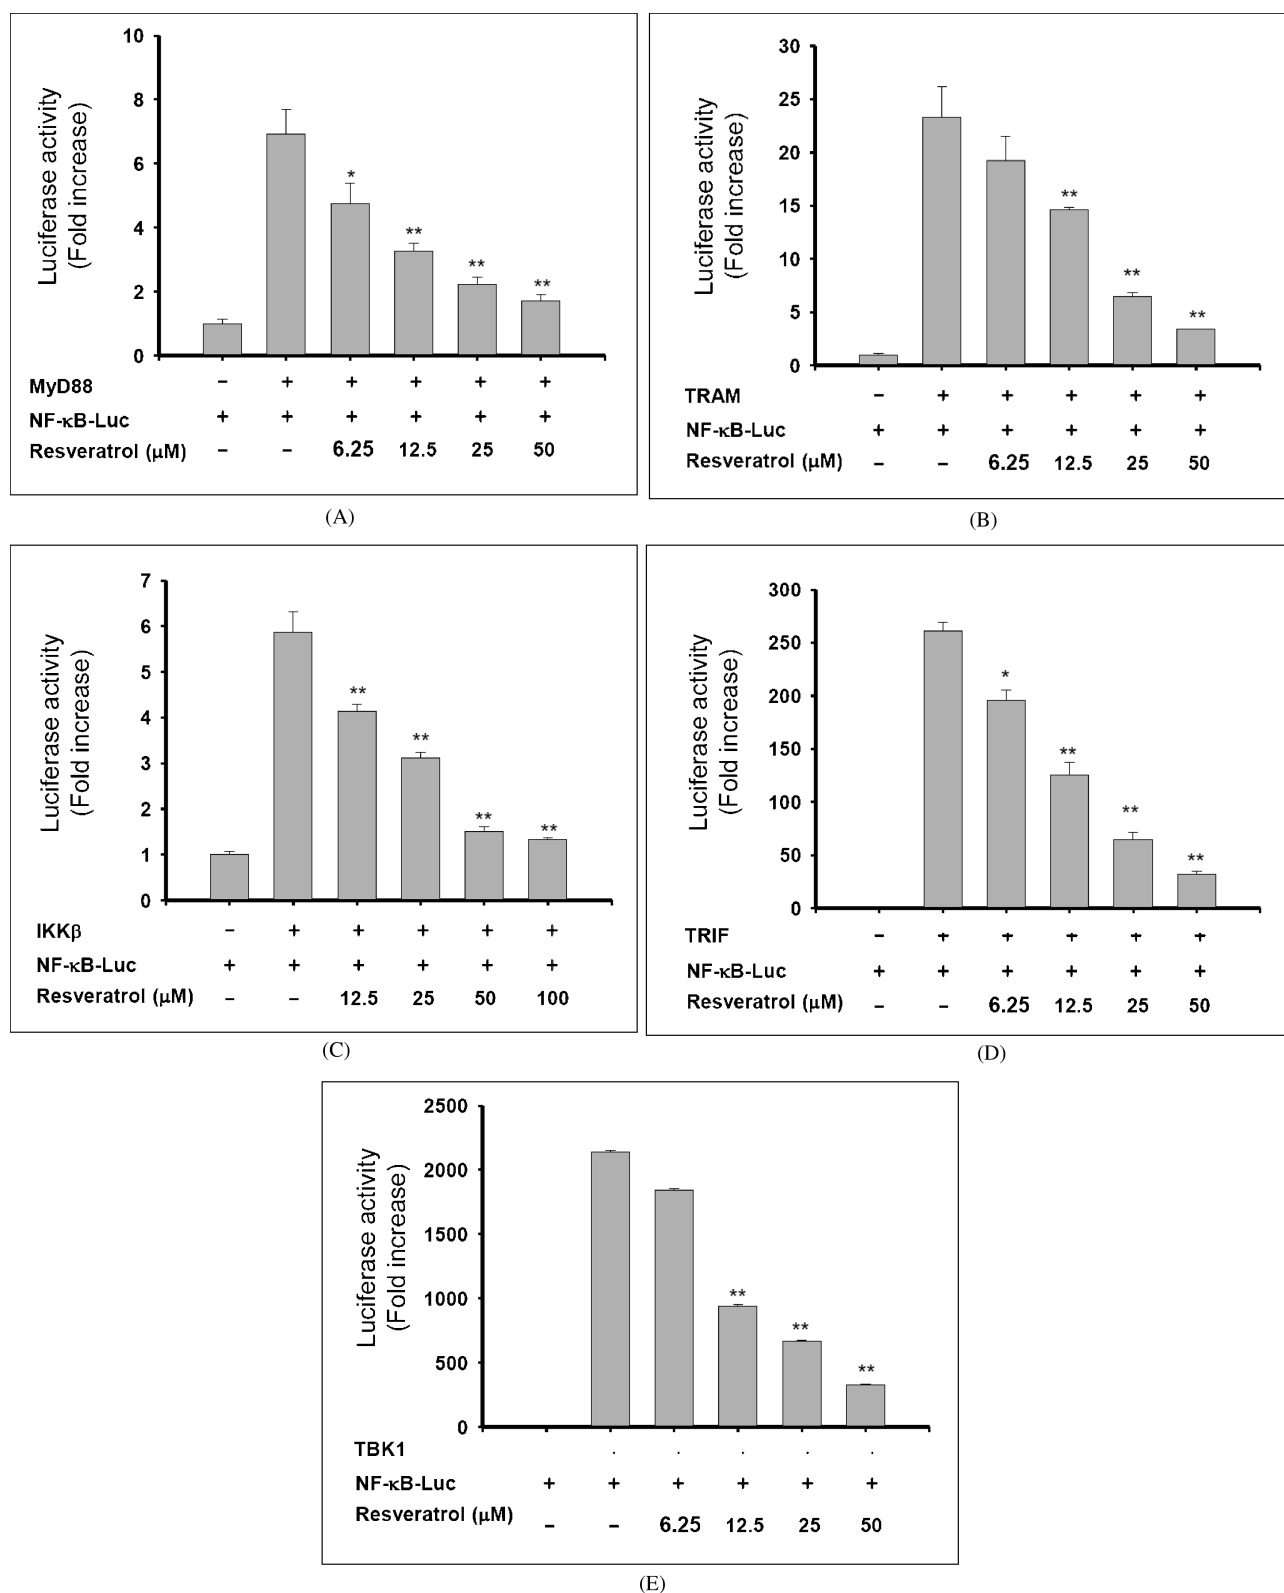 10
8
6
4
2
0
Luciferase activity
(Fold increase)
MyD88 – + + + + +
NF-κB-Luc + + + + + +
Resveratrol (μM) – – 6.25 12.5 25 50
* ** ** **
(A)
30
25
20
15
10
5
0
Luciferase activity
(Fold increase)
** ** **
TRAM – + + + + +
NF-κB-Luc + + + + + +
Resveratrol (μM) – – 6.25 12.5 25 50
(B)
7
6
5
4
3
2
1
0
Luciferase activity
(Fold increase)
** ** ** **
IKKβ – + + + + +
NF-κB-Luc + + + + + +
Resveratrol (μM) – – 12.5 25 50 100
(C)
300
250
200
150
100
50
0
Luciferase activity
(Fold increase)
* ** ** **
TRIF – + + + + +
NF-κB-Luc + + + + + +
Resveratrol (μM) – – 6.25 12.5 25 50
(D)
2500
2000
1500
1000
500
0
Luciferase activity
(Fold increase)
** ** **
TBK1 . . . . .
NF-κB-Luc + + + + + +
Resveratrol (μM) – – 6.25 12.5 25 50
(E)